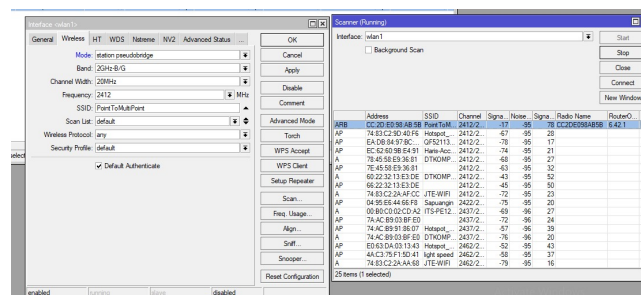 Interface <wlan1>
General Wireless HT WDS Nstreme NV2 Advanced Status ...
Mode: station pseudobridge
Band: 2GHz-B/G
Channel Width: 20MHz
Frequency: 2412 MHz
SSID: PointToMultiPoint
Scan List: default
Wireless Protocol: any
Security Profile: default
Default Authenticate
OK
Cancel
Apply
Disable
Comment
Advanced Mode
Torch
WPS Accept
WPS Client
Setup Repeater
Scan...
Freq. Usage...
Align...
Sniff...
Snooper...
Reset Configuration
enabled running slave disabled
Scanner (Running)
Interface: wlan1
Background Scan
Start
Stop
Close
Connect
New Window
Address SSID Channel Signa... Noise... Signa... Radio Name RouterO...
ARB CC:2D:E0:98:AB:5B PointToM... 2412/2... -17 -95 78 CC2DE098AB5B 6.42.1
AP 74:83:C2:9D:40:F6 Hotspot_... 2412/2... -67 -95 28
AP EA:DB:84:97:BC:... QF52113... 2412/2... -78 -95 17
AP EC:62:60:9B:E4:91 Haris-Acc... 2412/2... -74 -95 21
A 78:45:58:E9:36:81 DTKOMP... 2412/2... -68 -95 27
A 7E:45:58:E9:36:81 2412/2... -63 -95 32
A 60:22:32:13:E3:DE DTKOMP... 2412/2... -43 -95 52
A 66:22:32:13:E3:DE 2412/2... -45 -95 50
A 74:83:C2:2A:AF:CC JTE-WIFI 2412/2... -72 -95 23
AP 04:95:E6:44:66:F8 Sapuangin 2422/2... -75 -95 20
A 00:B0:C0:02:CD:A2 ITS-PE12... 2437/2... -69 -96 27
AP 7A:AC:B9:03:BF:E0 2437/2... -72 -96 24
AP 74:AC:B9:91:86:07 Hotspot_... 2437/2... -57 -96 39
AP 74:AC:B9:03:BF:E0 DTKOMP... 2437/2... -76 -96 20
AP E0:63:DA:03:13:43 Hotspot_... 2462/2... -52 -95 43
AP 4A:C3:75:F1:5D:41 light speed 2462/2... -58 -95 37
A 74:83:C2:2A:AA:68 JTE-WIFI 2462/2... -79 -95 16
25 items (1 selected)